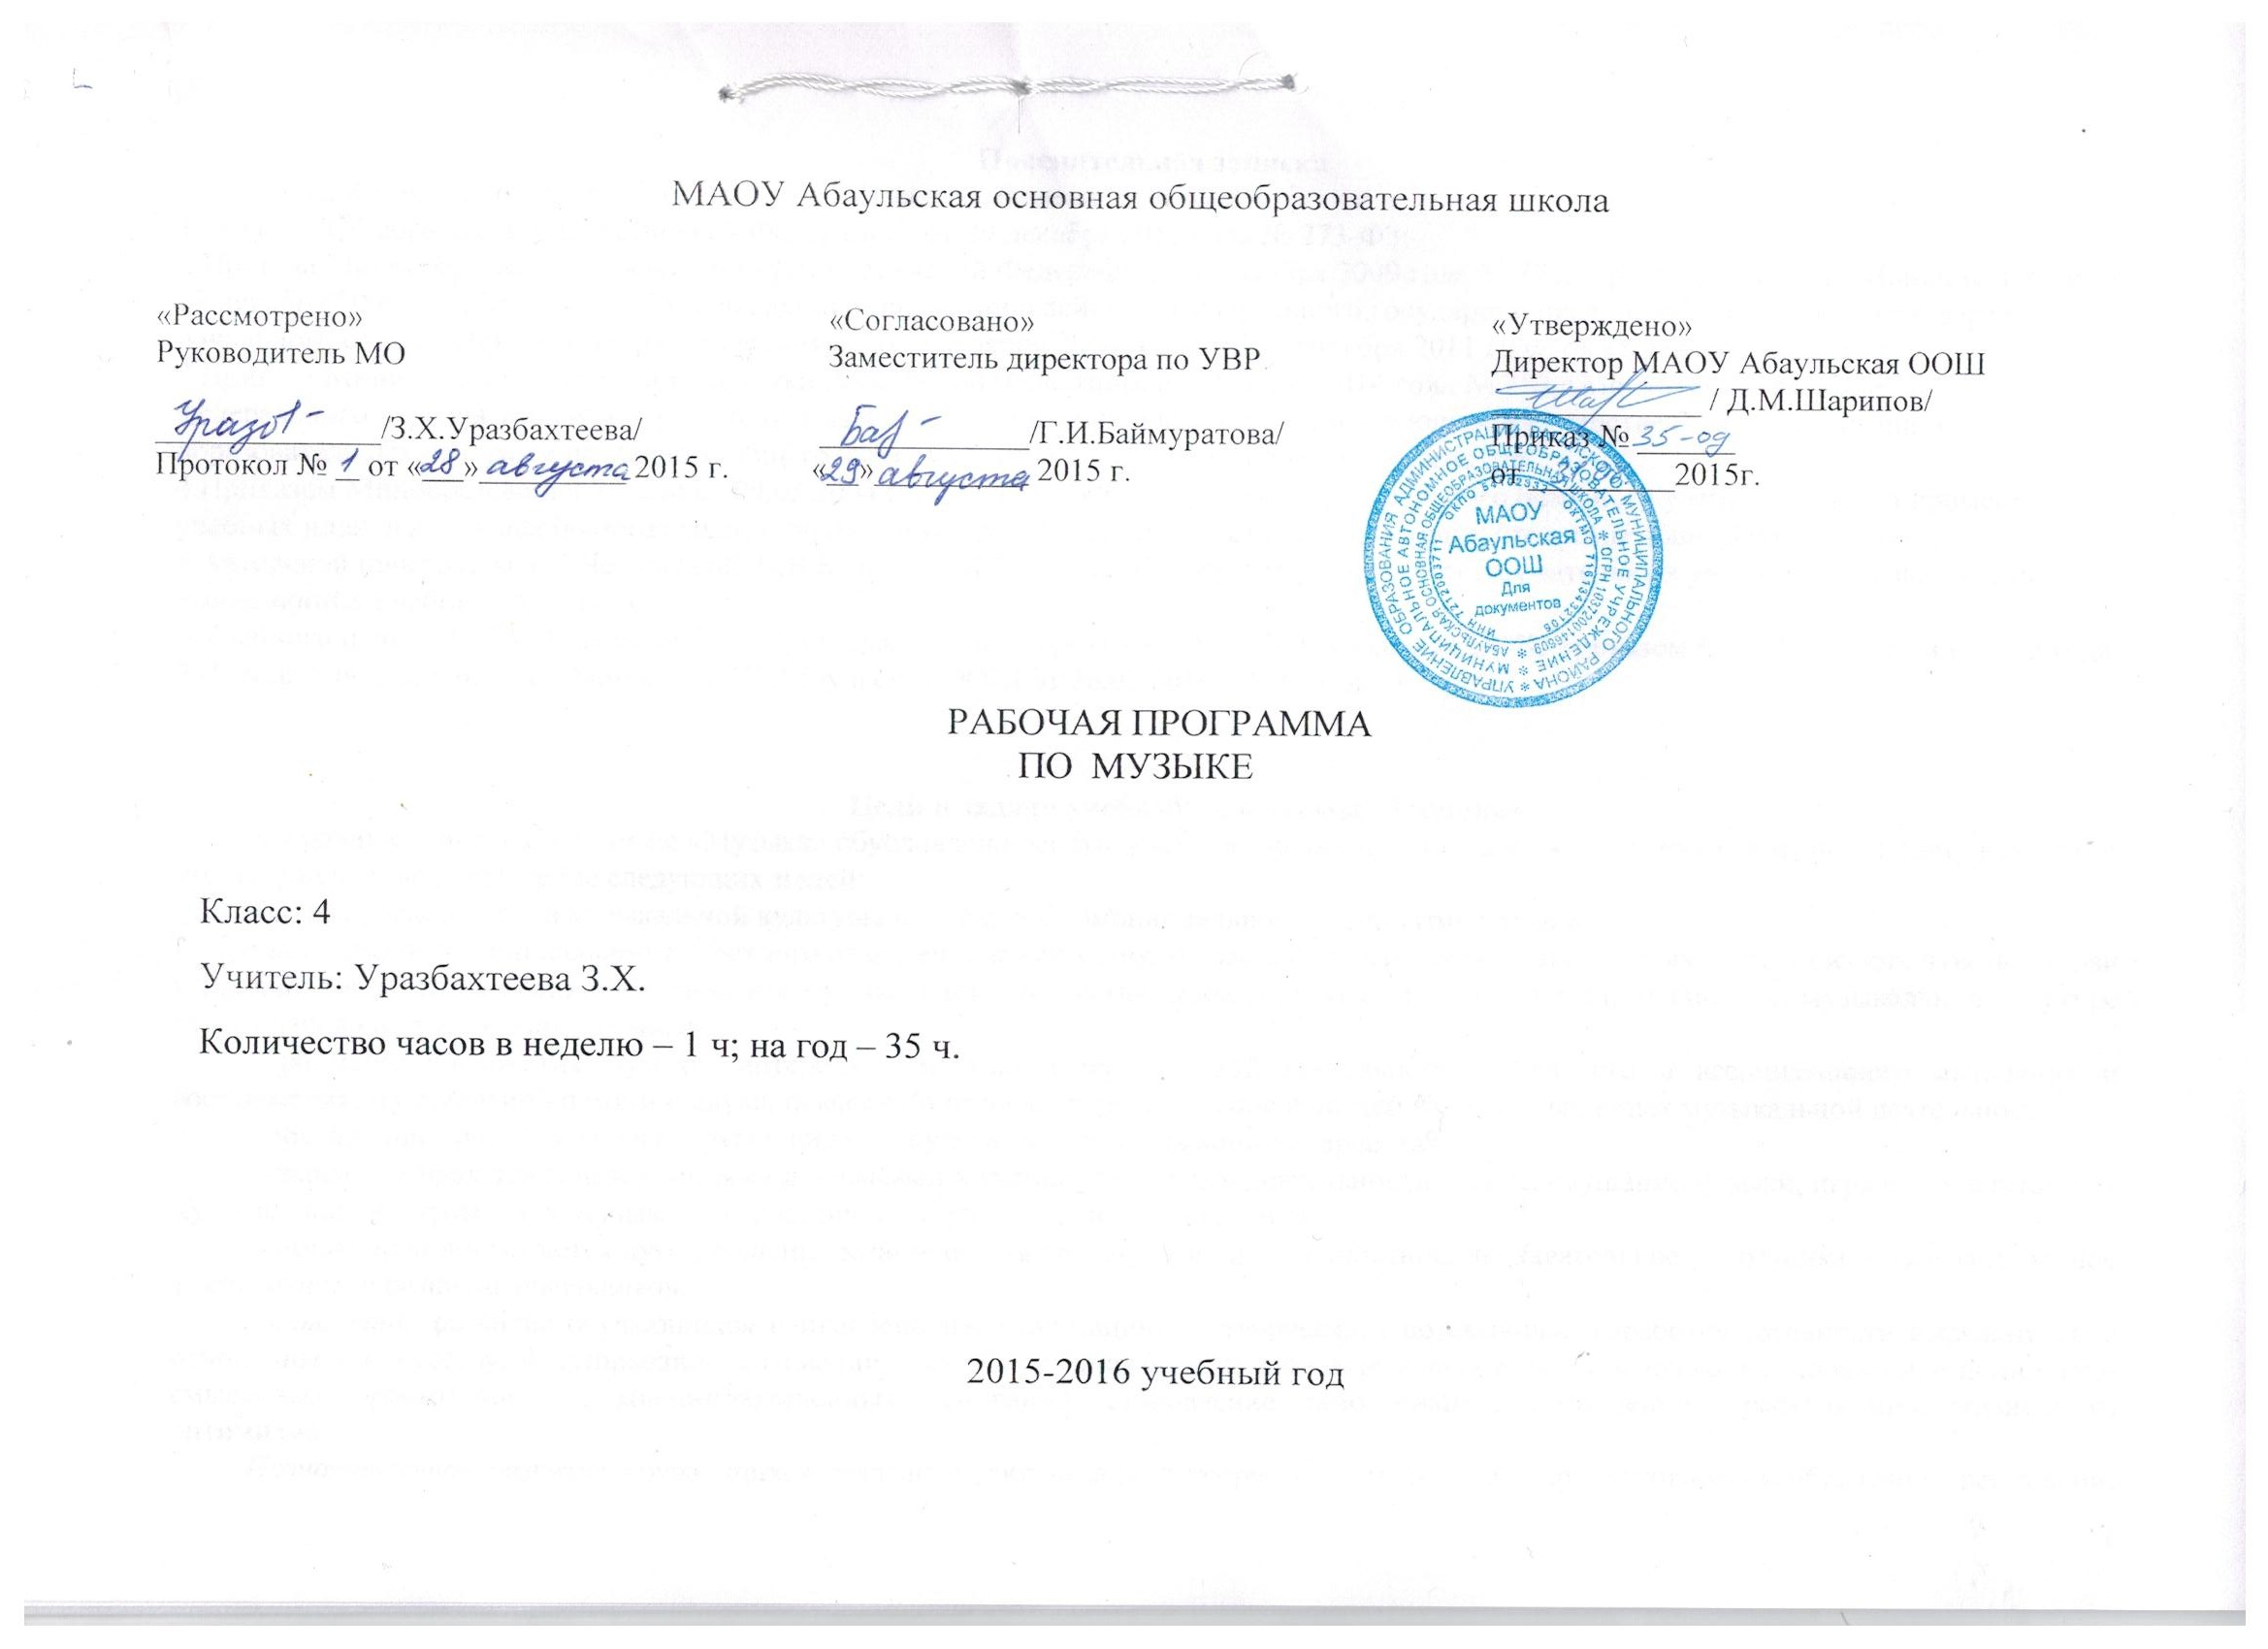 МАОУ Абаульская основная общеобразовательная школа
«Рассмотрено»
Руководитель МО
/З.Х.Уразбахтеева/
Протокол № 1 от «28» августа 2015 г.
«Согласовано»
Заместитель директора по УВР
/Г.И.Баймуратова/
«29» августа 2015 г.
«Утверждено»
Директор МАОУ Абаульская ООШ
/ Д.М.Шарипов/
Приказ № 35-од
от 2015г.
МАОУ
Абаульская
ООШ
Для
документов
РАБОЧАЯ ПРОГРАММА
ПО МУЗЫКЕ
Класс: 4
Учитель: Уразбахтеева З.Х.
Количество часов в неделю – 1 ч; на год – 35 ч.
2015-2016 учебный год